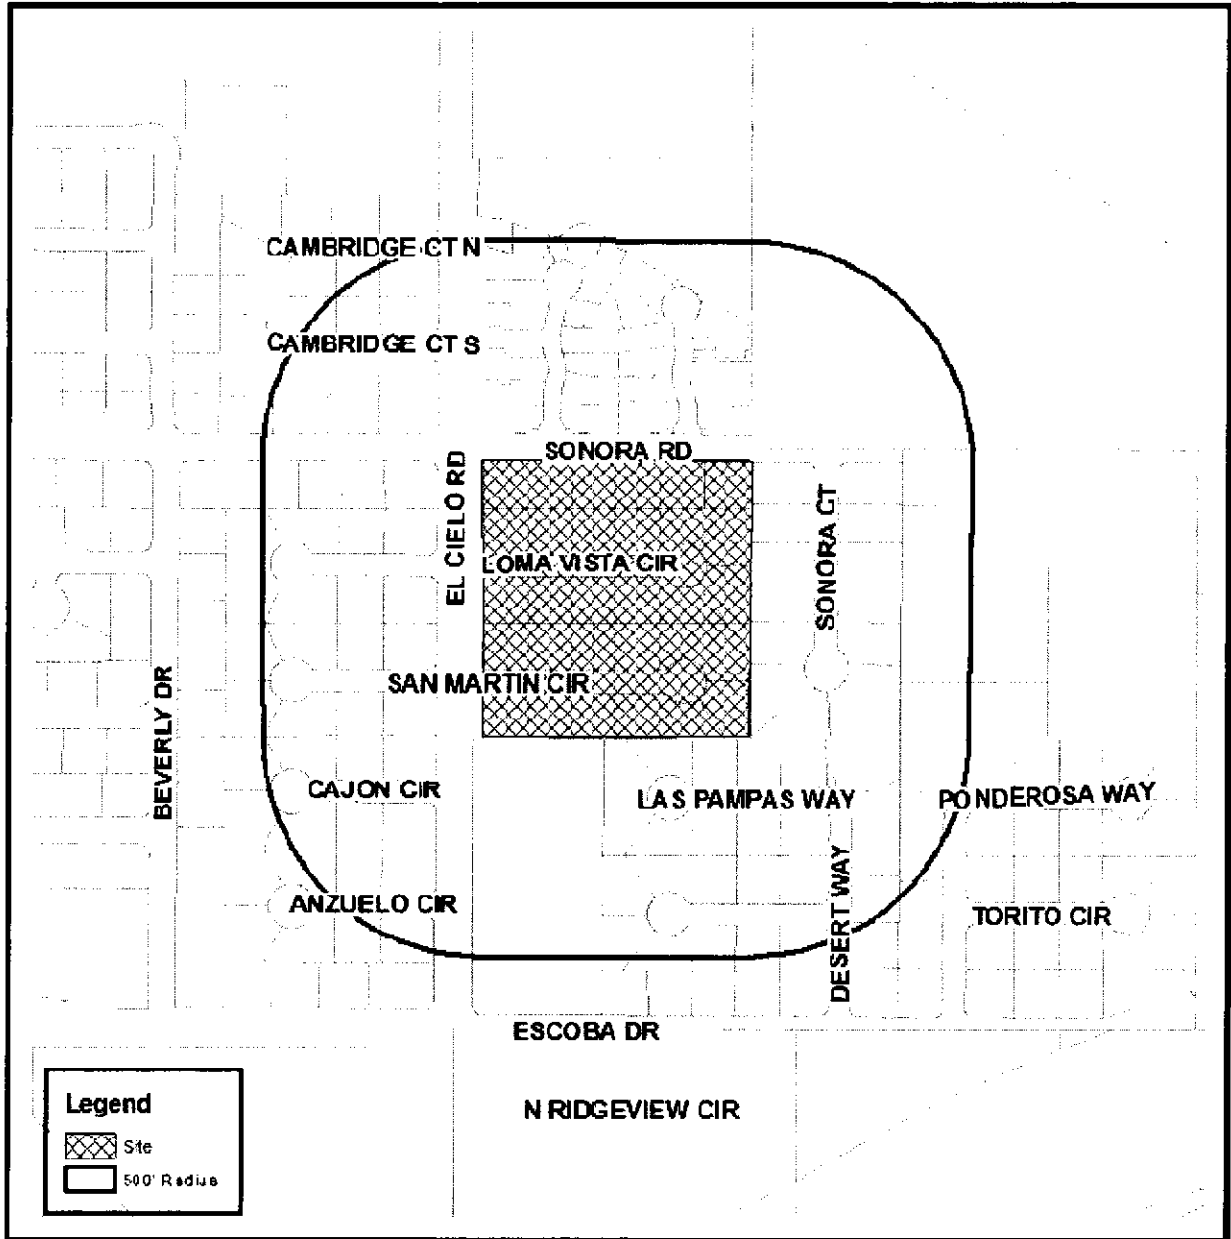 CAMBRIDGE CT N
CAMBRIDGE CT S
SONORA RD
EL CIELO RD
LOMA VISTA CIR
SONORA CT
SAN MARTIN CIR
BEVERLY DR
CAJON CIR
LAS PAMPAS WAY
PONDEROSA WAY
ANZUELO CIR
DESERT WAY
TORITO CIR
ESCOBA DR
N RIDGEVIEW CIR
Legend
Site
500' Radius